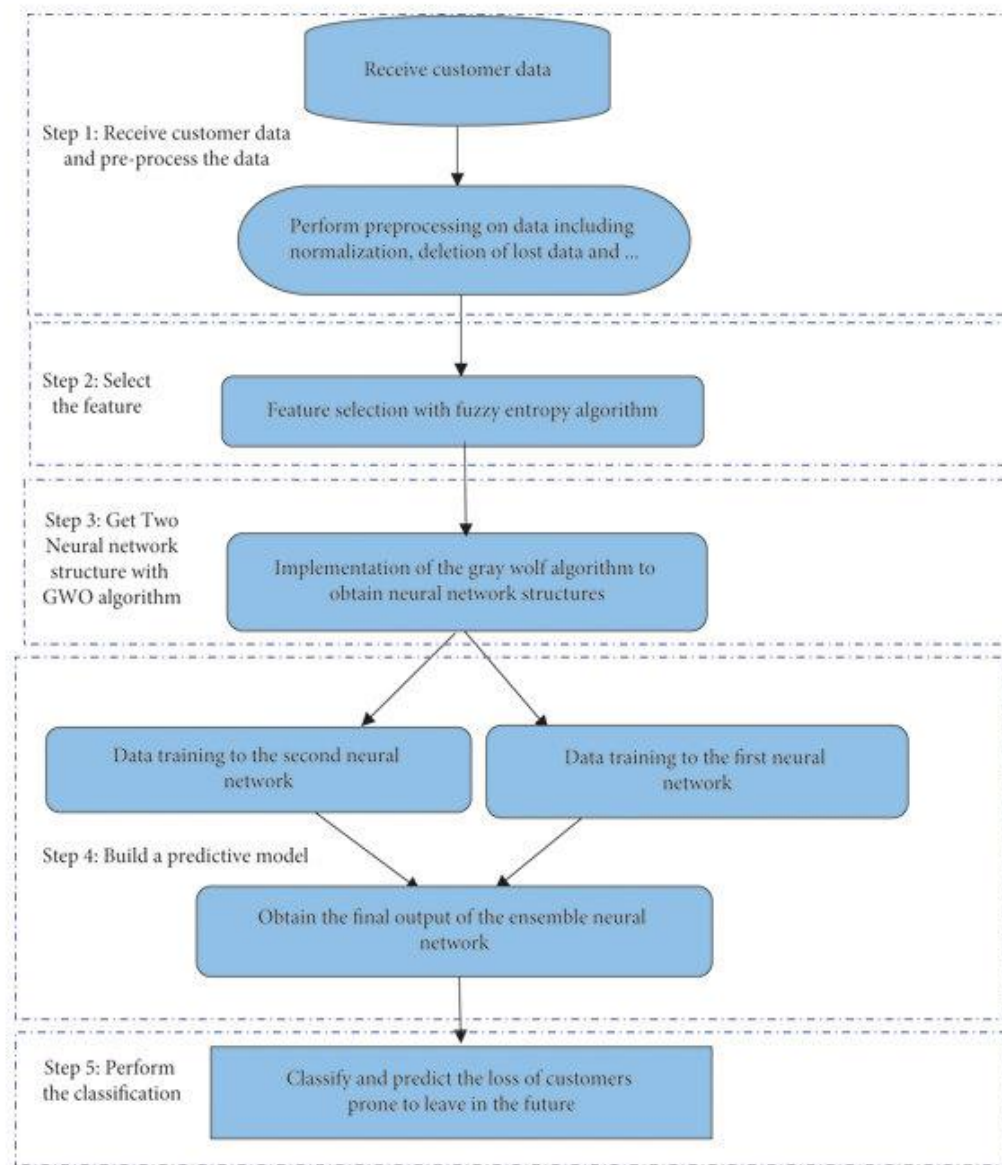 Receive customer data
Step 1: Receive customer data
and pre-process the data
Perform preprocessing on data including
normalization, deletion of lost data and ...
Step 2: Select
the feature
Feature selection with fuzzy entropy algorithm
Step 3: Get Two
Neural network
structure with
GWO algorithm
Implementation of the gray wolf algorithm to
obtain neural network structures
Data training to the second neural
network
Data training to the first neural
network
Step 4: Build a predictive model
Obtain the final output of the ensemble neural
network
Step 5: Perform
the classification
Classify and predict the loss of customers
prone to leave in the future